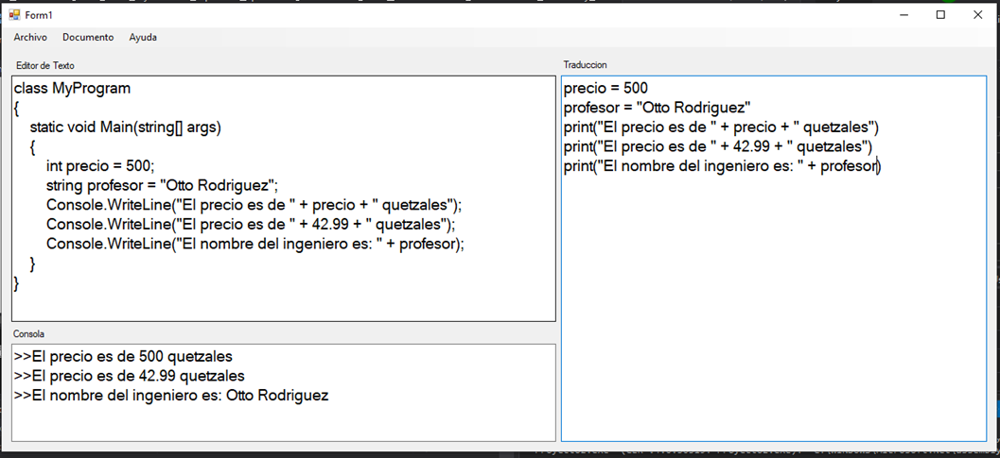 Form1
Archivo Documento Ayuda
Editor de Texto
class MyProgram
{
static void Main(string[] args)
{
int precio = 500;
string profesor = "Otto Rodriguez";
Console.WriteLine("El precio es de " + precio + " quetzales");
Console.WriteLine("El precio es de " + 42.99 + " quetzales");
Console.WriteLine("El nombre del ingeniero es: " + profesor);
}
}
Traduccion
precio = 500
profesor = "Otto Rodriguez"
print("El precio es de " + precio + " quetzales")
print("El precio es de " + 42.99 + " quetzales")
print("El nombre del ingeniero es: " + profesor)
Consola
>>El precio es de 500 quetzales
>>El precio es de 42.99 quetzales
>>El nombre del ingeniero es: Otto Rodriguez